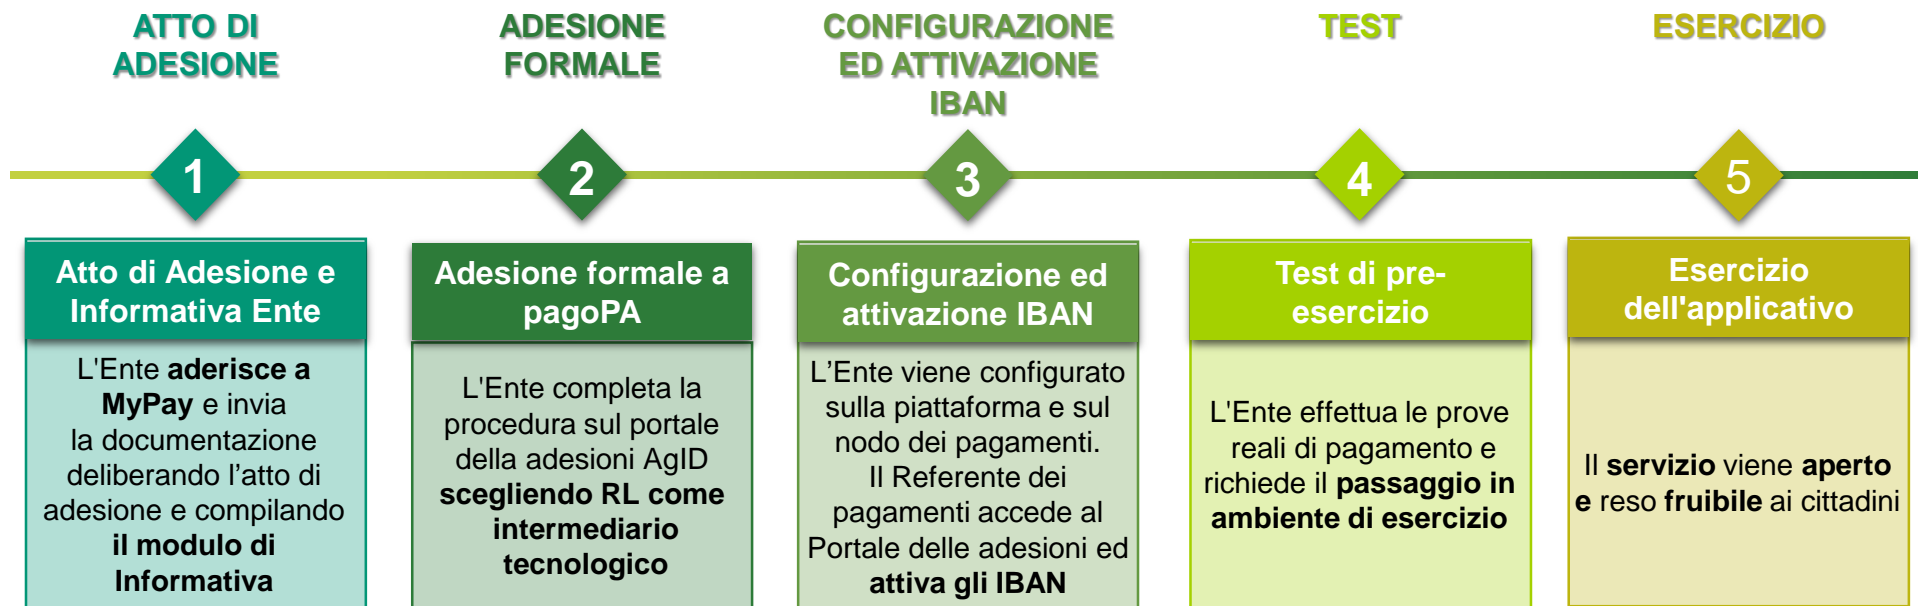 ATTO DI
ADESIONE
ADESIONE
FORMALE
CONFIGURAZIONE
ED ATTIVAZIONE
IBAN
TEST
ESERCIZIO
1
2
3
4
5
Atto di Adesione e
Informativa Ente
L'Ente aderisce a
MyPay e invia
la documentazione
deliberando l’atto di
adesione e compilando
il modulo di
Informativa
Adesione formale a
pagoPA
L'Ente completa la
procedura sul portale
della adesioni AgID
scegliendo RL come
intermediario
tecnologico
Configurazione ed
attivazione IBAN
L’Ente viene configurato
sulla piattaforma e sul
nodo dei pagamenti.
Il Referente dei
pagamenti accede al
Portale delle adesioni ed
attiva gli IBAN
Test di pre-
esercizio
L'Ente effettua le prove
reali di pagamento e
richiede il passaggio in
ambiente di esercizio
Esercizio
dell'applicativo
Il servizio viene aperto
e reso fruibile ai cittadini